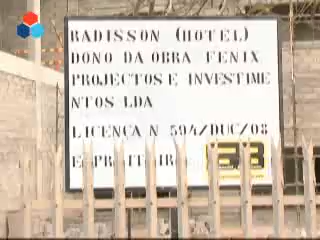 RADISSON (HOTEL)
DONO DA OBRA FENIX
PROJECTOS E INVESTIME
NTOS LDA
LICENCA N 594/DUC/08